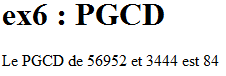 ex6 : PGCD
Le PGCD de 56952 et 3444 est 84